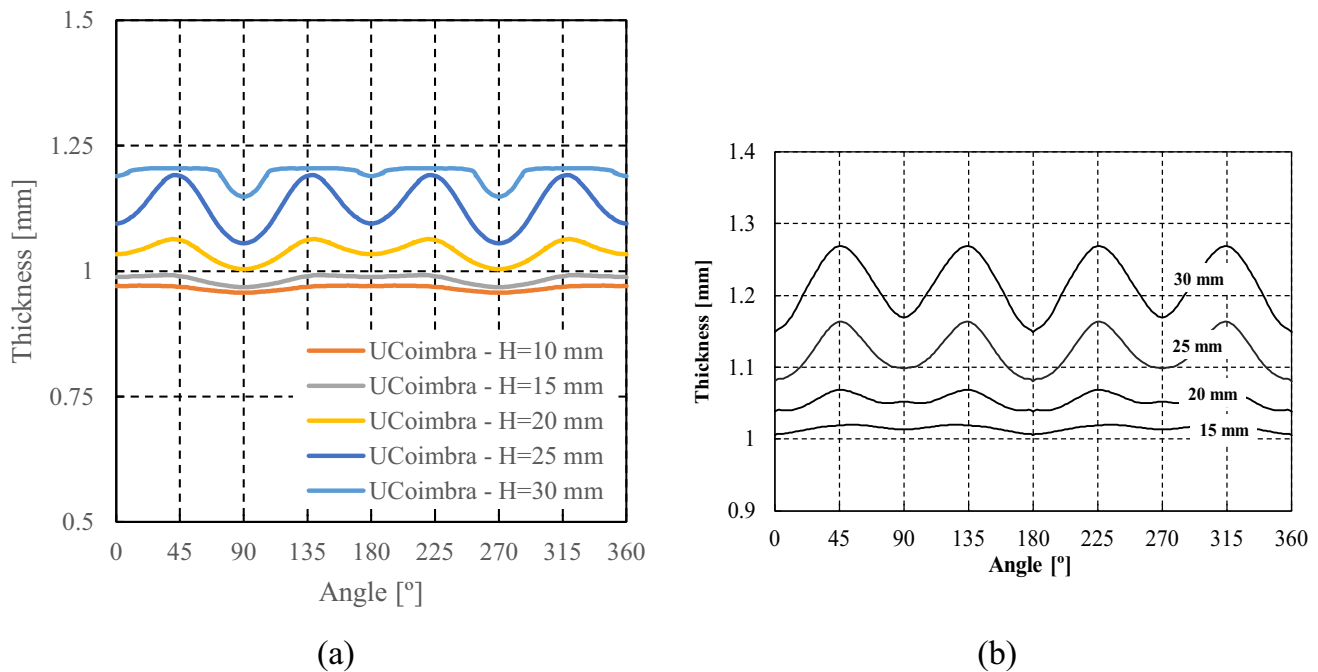 1.5
1.25
1
0.75
0.5
Thickness [mm]
UCoimbra - H=10 mm
UCoimbra - H=15 mm
UCoimbra - H=20 mm
UCoimbra - H=25 mm
UCoimbra - H=30 mm
0 45 90 135 180 225 270 315 360
Angle [º]
(a)
1.4
1.3
1.2
1.1
1
0.9
Thickness [mm]
30 mm
25 mm
20 mm
15 mm
0 45 90 135 180 225 270 315 360
Angle [º]
(b)